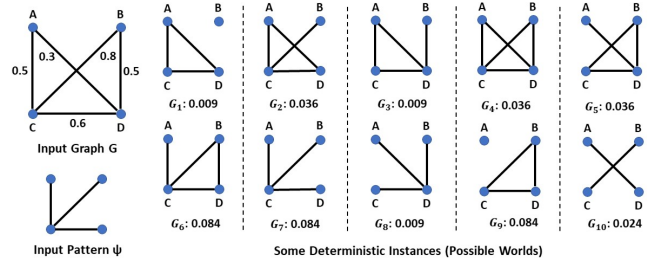 A B A B A B A B A B A B
0.3 0.8
0.5 0.5
0.6
C D C D C D C D C D C D
G₁: 0.009 G₂: 0.036 G₃: 0.009 G₄: 0.036 G₅: 0.036
Input Graph G
A B A B A B A B A B
C D C D C D C D C D
G₆: 0.084 G₇: 0.084 G₈: 0.009 G₉: 0.084 G₁₀: 0.024
Input Pattern ψ
Some Deterministic Instances (Possible Worlds)